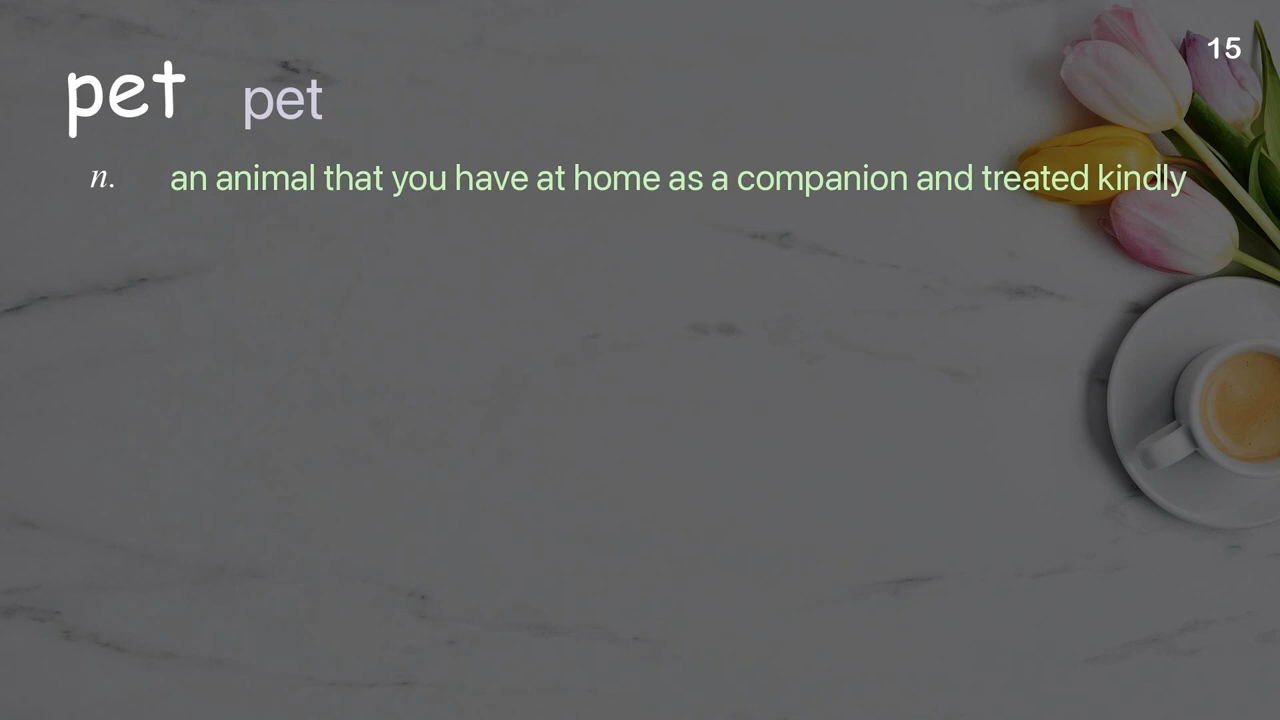 15
pet pet
n. an animal that you have at home as a companion and treated kindly